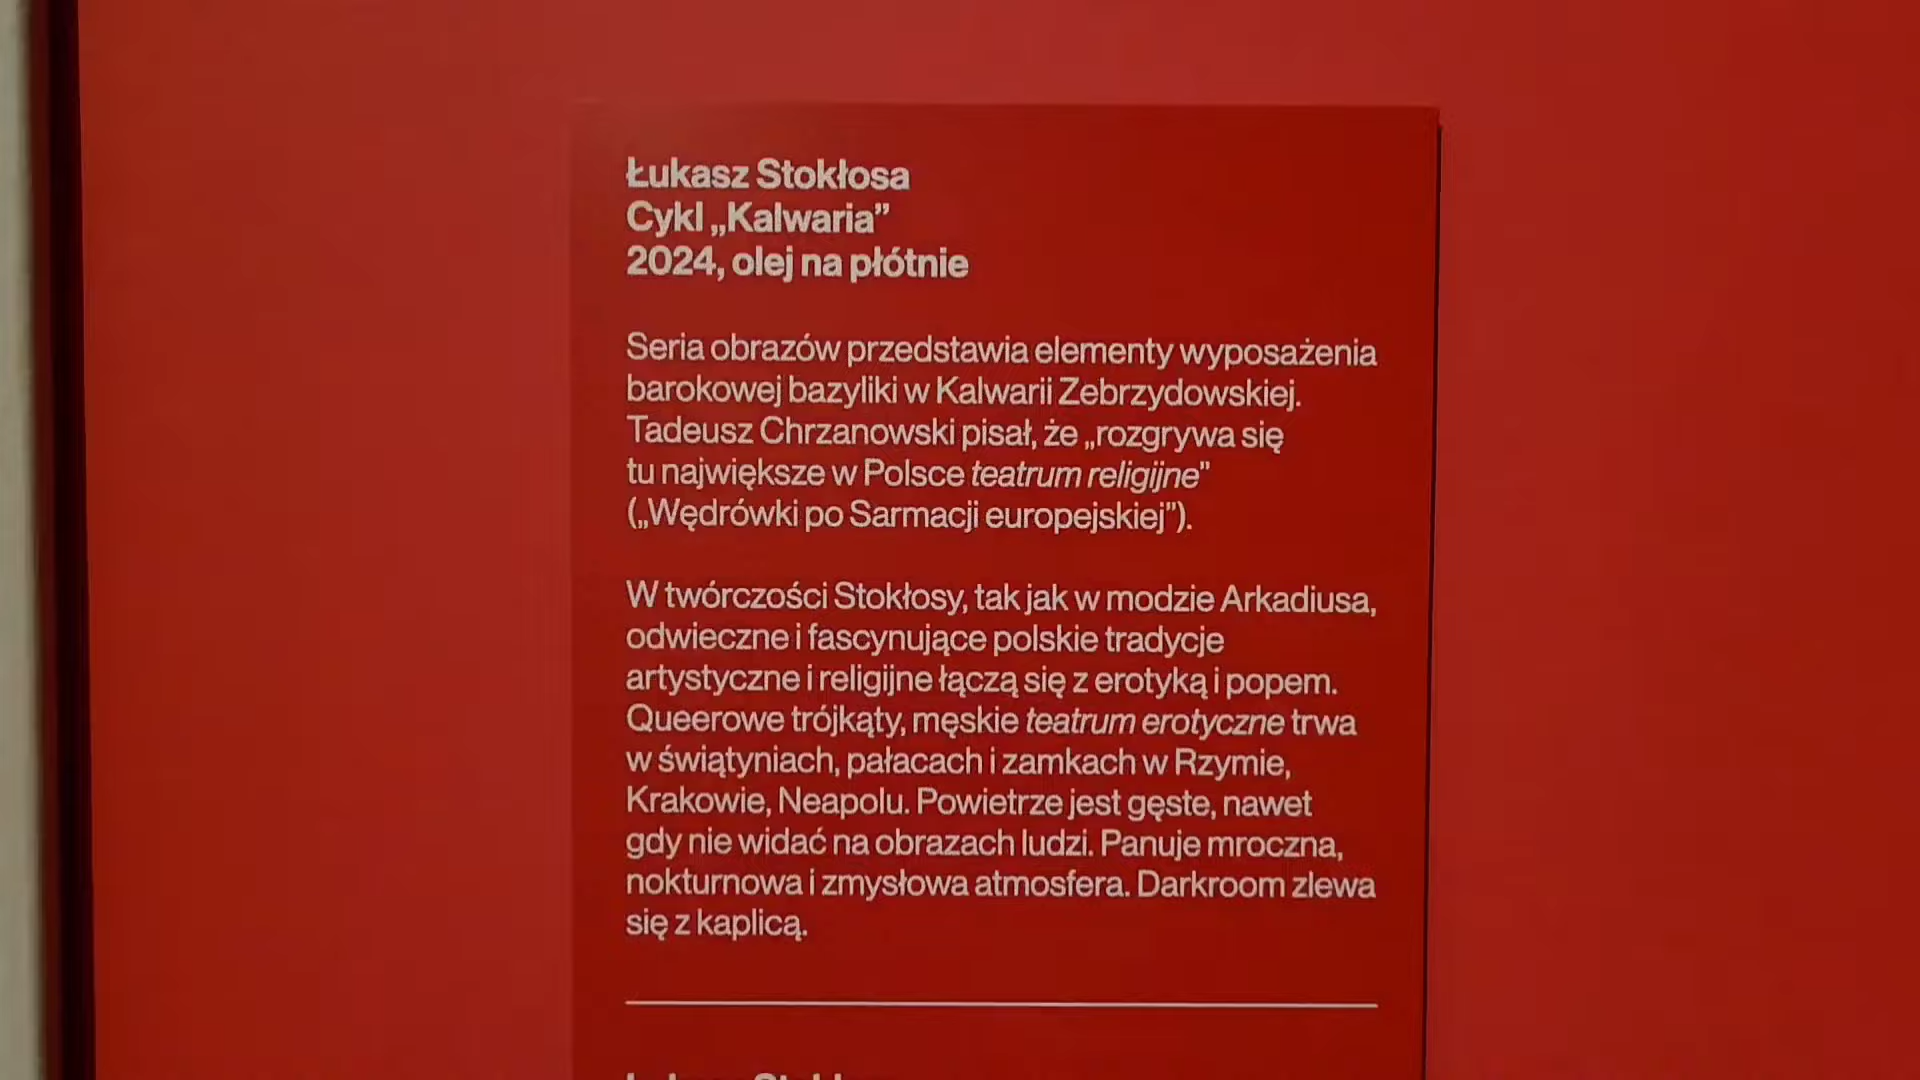 Łukasz Stokłosa
Cykl „Kalwaria”
2024, olej na płótnie
Seria obrazów przedstawia elementy wyposażenia
barokowej bazyliki w Kalwarii Zebrzydowskiej.
Tadeusz Chrzanowski pisał, że „rozgrywa się
tu największe w Polsce teatrum religijne”
(„Wędrówki po Sarmacji europejskiej”).
W twórczości Stokłosy, tak jak w modzie Arkadiusa,
odwieczne i fascynujące polskie tradycje
artystyczne i religijne łączą się z erotyką i popem.
Queerowe trójkąty, męskie teatrum erotyczne trwa
w świątyniach, pałacach i zamkach w Rzymie,
Krakowie, Neapolu. Powietrze jest gęste, nawet
gdy nie widać na obrazach ludzi. Panuje mroczna,
nokturnowa i zmysłowa atmosfera. Darkroom zlewa
się z kaplicą.